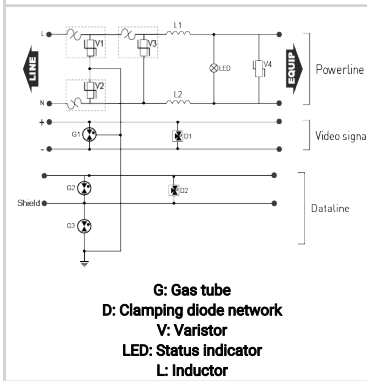 L
L1
V1
V3
LINE
LED
V4
EQUIP
Powerline
V2
N
L2
+
G1
D1
Video signa
-
G2
D2
Shield
Dataline
G3
G: Gas tube
D: Clamping diode network
V: Varistor
LED: Status indicator
L: Inductor